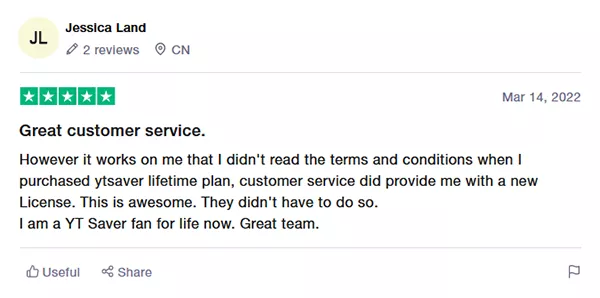 Jessica Land
JL
2 reviews CN
Mar 14, 2022
Great customer service.
However it works on me that I didn't read the terms and conditions when I
purchased ytsaver lifetime plan, customer service did provide me with a new
License. This is awesome. They didn't have to do so.
I am a YT Saver fan for life now. Great team.
Useful Share